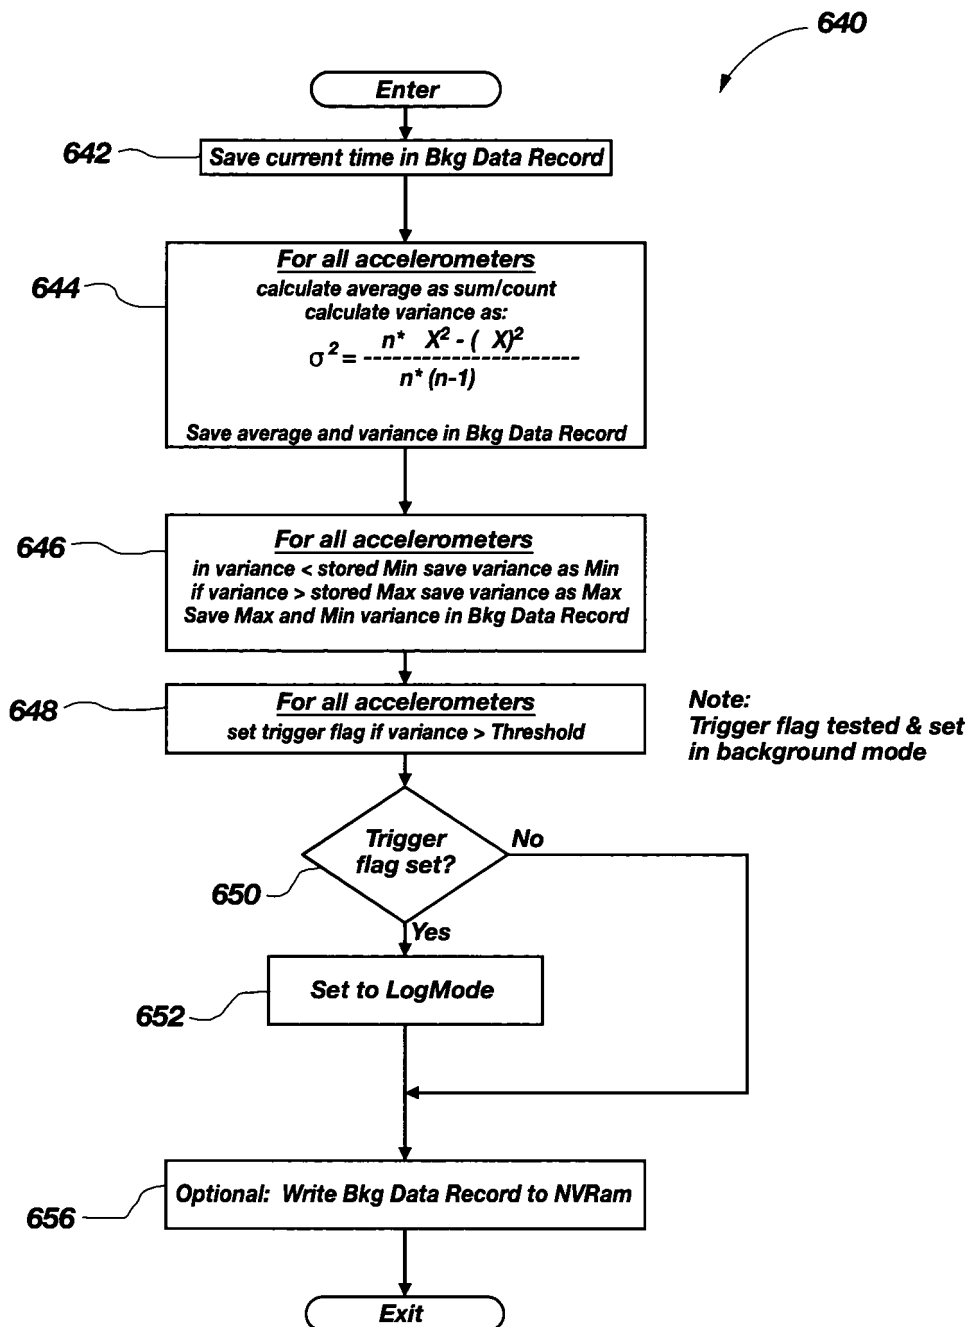 640
Enter
642
Save current time in Bkg Data Record
644
For all accelerometers
calculate average as sum/count
calculate variance as:
σ² = n* X² - ( X)²
----------------------
n* (n-1)
Save average and variance in Bkg Data Record
646
For all accelerometers
in variance < stored Min save variance as Min
if variance > stored Max save variance as Max
Save Max and Min variance in Bkg Data Record
648
For all accelerometers
set trigger flag if variance > Threshold
Note:
Trigger flag tested & set
in background mode
Trigger
flag set?
No
650
Yes
Set to LogMode
652
Optional: Write Bkg Data Record to NVRam
656
Exit